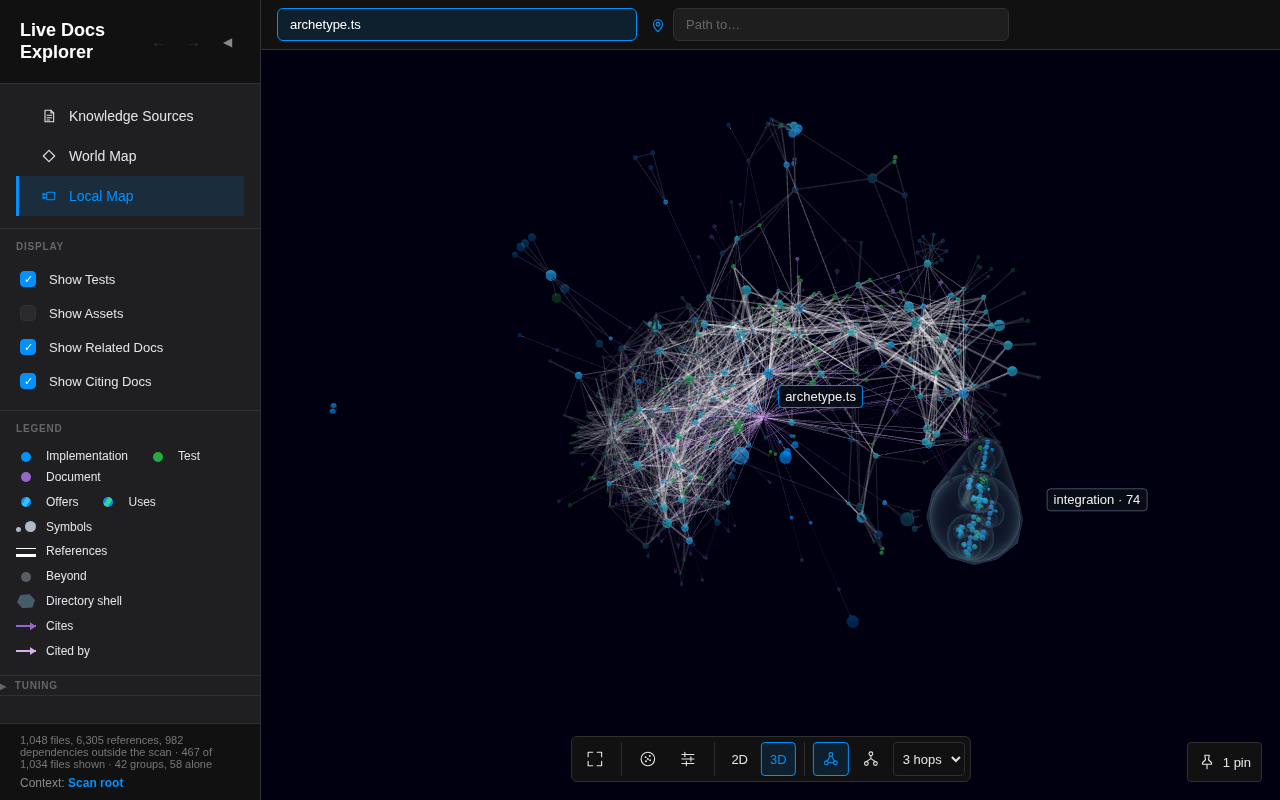 Live Docs
Explorer
Knowledge Sources
World Map
Local Map
DISPLAY
Show Tests
Show Assets
Show Related Docs
Show Citing Docs
LEGEND
Implementation
Test
Document
Offers
Uses
Symbols
References
Beyond
Directory shell
Cites
Cited by
TUNING
1,048 files, 6,305 references, 982
dependencies outside the scan · 467 of
1,034 files shown · 42 groups, 58 alone
Context: Scan root
archetype.ts
Path to…
archetype.ts
integration · 74
2D
3D
3 hops
1 pin